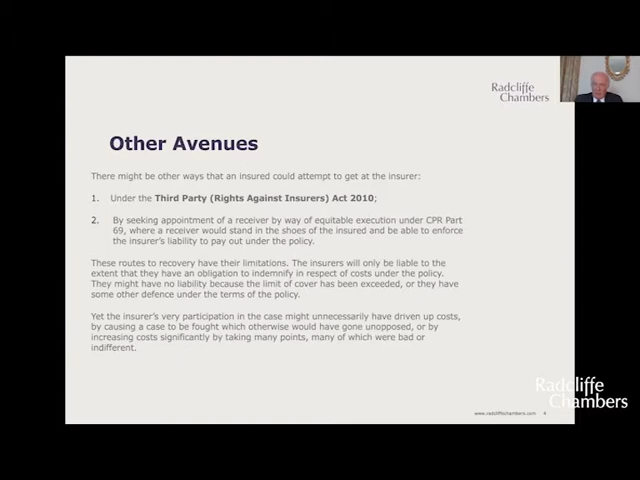 Radcliffe
Chambers
Other Avenues
There might be other ways that an insured could attempt to get at the insurer:
1. Under the Third Party (Rights Against Insurers) Act 2010;
2. By seeking appointment of a receiver by way of equitable execution under CPR Part
69, where a receiver would stand in the shoes of the insured and be able to enforce
the insurer's liability to pay out under the policy.
These routes to recovery have their limitations. The insurers will only be liable to the
extent that they have an obligation to indemnify in respect of costs under the policy.
They might have no liability because the limit of cover has been exceeded, or they have
some other defence under the terms of the policy.
Yet the insurer's very participation in the case might unnecessarily have driven up costs,
by causing a case to be fought which otherwise would have gone unopposed, or by
increasing costs significantly by taking many points, many of which were bad or
indifferent.
Radcliffe
Chambers
www.radcliffechambers.com 4